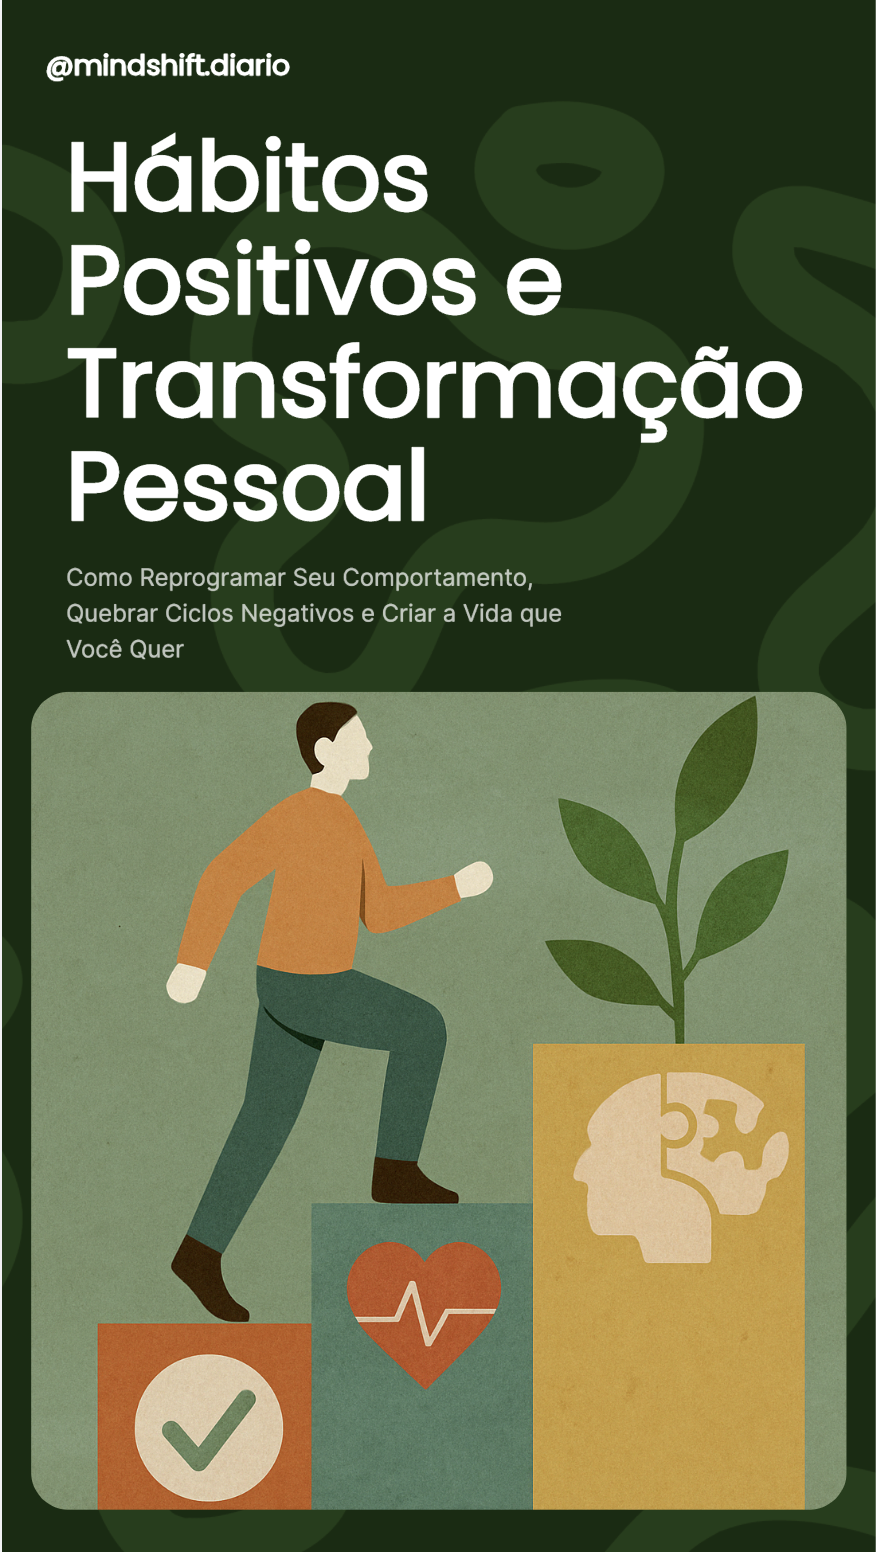 @mindshift.diario
Hábitos
Positivos e
Transformação
Pessoal
Como Reprogramar Seu Comportamento,
Quebrar Ciclos Negativos e Criar a Vida que
Você Quer